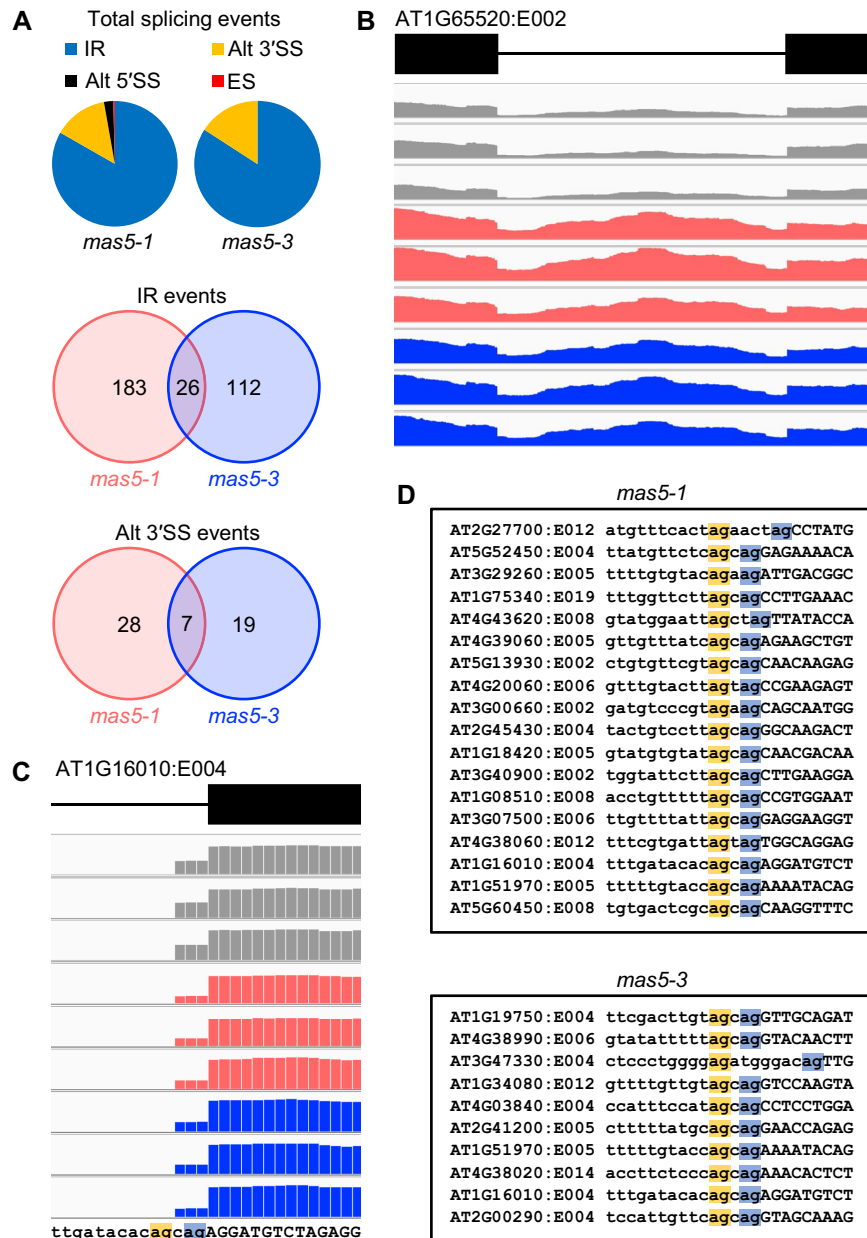 A
Total splicing events
IR
Alt 3′SS
Alt 5′SS
ES
mas5-1
mas5-3
IR events
183
26
112
mas5-1
mas5-3
Alt 3′SS events
28
7
19
mas5-1
mas5-3
B
AT1G65520:E002
C
AT1G16010:E004
ttgatacacagcagAGGATGTCTAGAGG
D
mas5-1
AT2G27700:E012 atgtttcactagaactagCCTATG
AT5G52450:E004 ttatgttctcagcagGAGAAAACA
AT3G29260:E005 ttttgtgtacagaagATTGACGGC
AT1G75340:E019 tttggttcttagcagCCTTGAAAC
AT4G43620:E008 gtatggaattagctagTTATACCA
AT4G39060:E005 gttgtttatcagcagAGAAGCTGT
AT5G13930:E002 ctgtgttcgtagcagCAACAAGAG
AT4G20060:E006 gtttgtacttagtagCCGAAGAGT
AT3G00660:E002 gatgtcccgtagaagCAGCAATGG
AT2G45430:E004 tactgtccttagcagGGCAAGACT
AT1G18420:E005 gtatgtgtatagcagCAACGACAA
AT3G40900:E002 tggtattcttagcagCTTGAAGGA
AT1G08510:E008 acctgtttttagcagCCGTGGAAT
AT3G07500:E006 ttgttttattagcagGAGGAAGGT
AT4G38060:E012 tttcgtgattagtagTGGCAGGAG
AT1G16010:E004 tttgatacacagcagAGGATGTCT
AT1G51970:E005 tttttgtaccagcagAAAATACAG
AT5G60450:E008 tgtgactcgcagcagCAAGGTTTC
mas5-3
AT1G19750:E004 ttcgacttgtagcagGTTGCAGAT
AT4G38990:E006 gtatatttttagcagGTACAACTT
AT3G47330:E004 ctccctggggagatgggacagTTG
AT1G34080:E012 gttttgttgtagcagGTCCAAGTA
AT4G03840:E004 ccatttccatagcagCCTCCTGGA
AT2G41200:E005 ctttttatgcagcagGAACCAGAG
AT1G51970:E005 tttttgtaccagcagAAAATACAG
AT4G38020:E014 accttctcccagcagAAACACTCT
AT1G16010:E004 tttgatacacagcagAGGATGTCT
AT2G00290:E004 tccattgttcagcagGTAGCAAAG